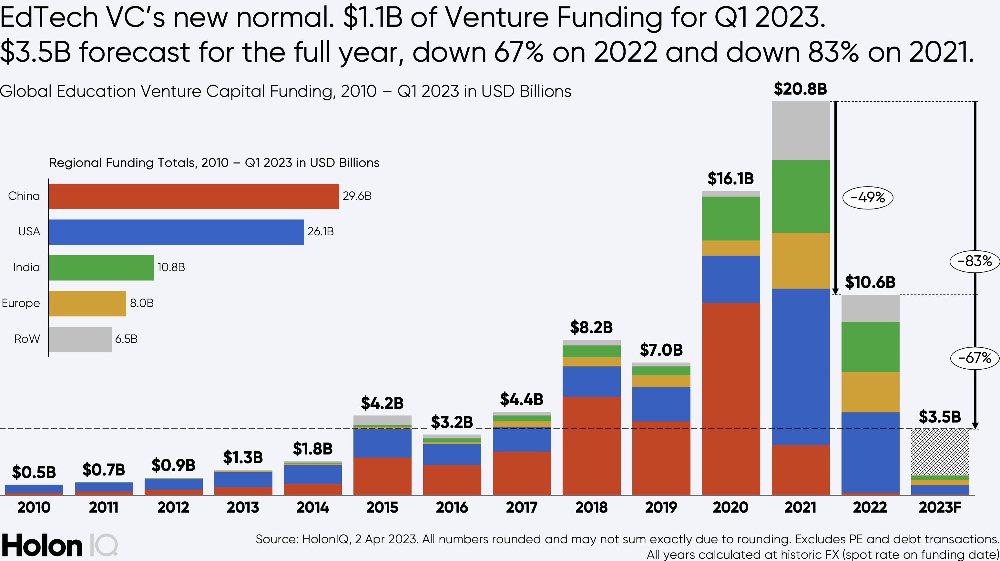 EdTech VC’s new normal. $1.1B of Venture Funding for Q1 2023.
$3.5B forecast for the full year, down 67% on 2022 and down 83% on 2021.
Global Education Venture Capital Funding, 2010 – Q1 2023 in USD Billions
Regional Funding Totals, 2010 – Q1 2023 in USD Billions
China 29.6B
USA 26.1B
India 10.8B
Europe 8.0B
RoW 6.5B
$0.5B
$0.7B
$0.9B
$1.3B
$1.8B
$4.2B
$3.2B
$4.4B
$8.2B
$7.0B
$16.1B
$20.8B
$10.6B
$3.5B
-49%
-83%
-67%
2010 2011 2012 2013 2014 2015 2016 2017 2018 2019 2020 2021 2022 2023F
Holon IQ
Source: HolonIQ, 2 Apr 2023. All numbers rounded and may not sum exactly due to rounding. Excludes PE and debt transactions.
All years calculated at historic FX (spot rate on funding date)